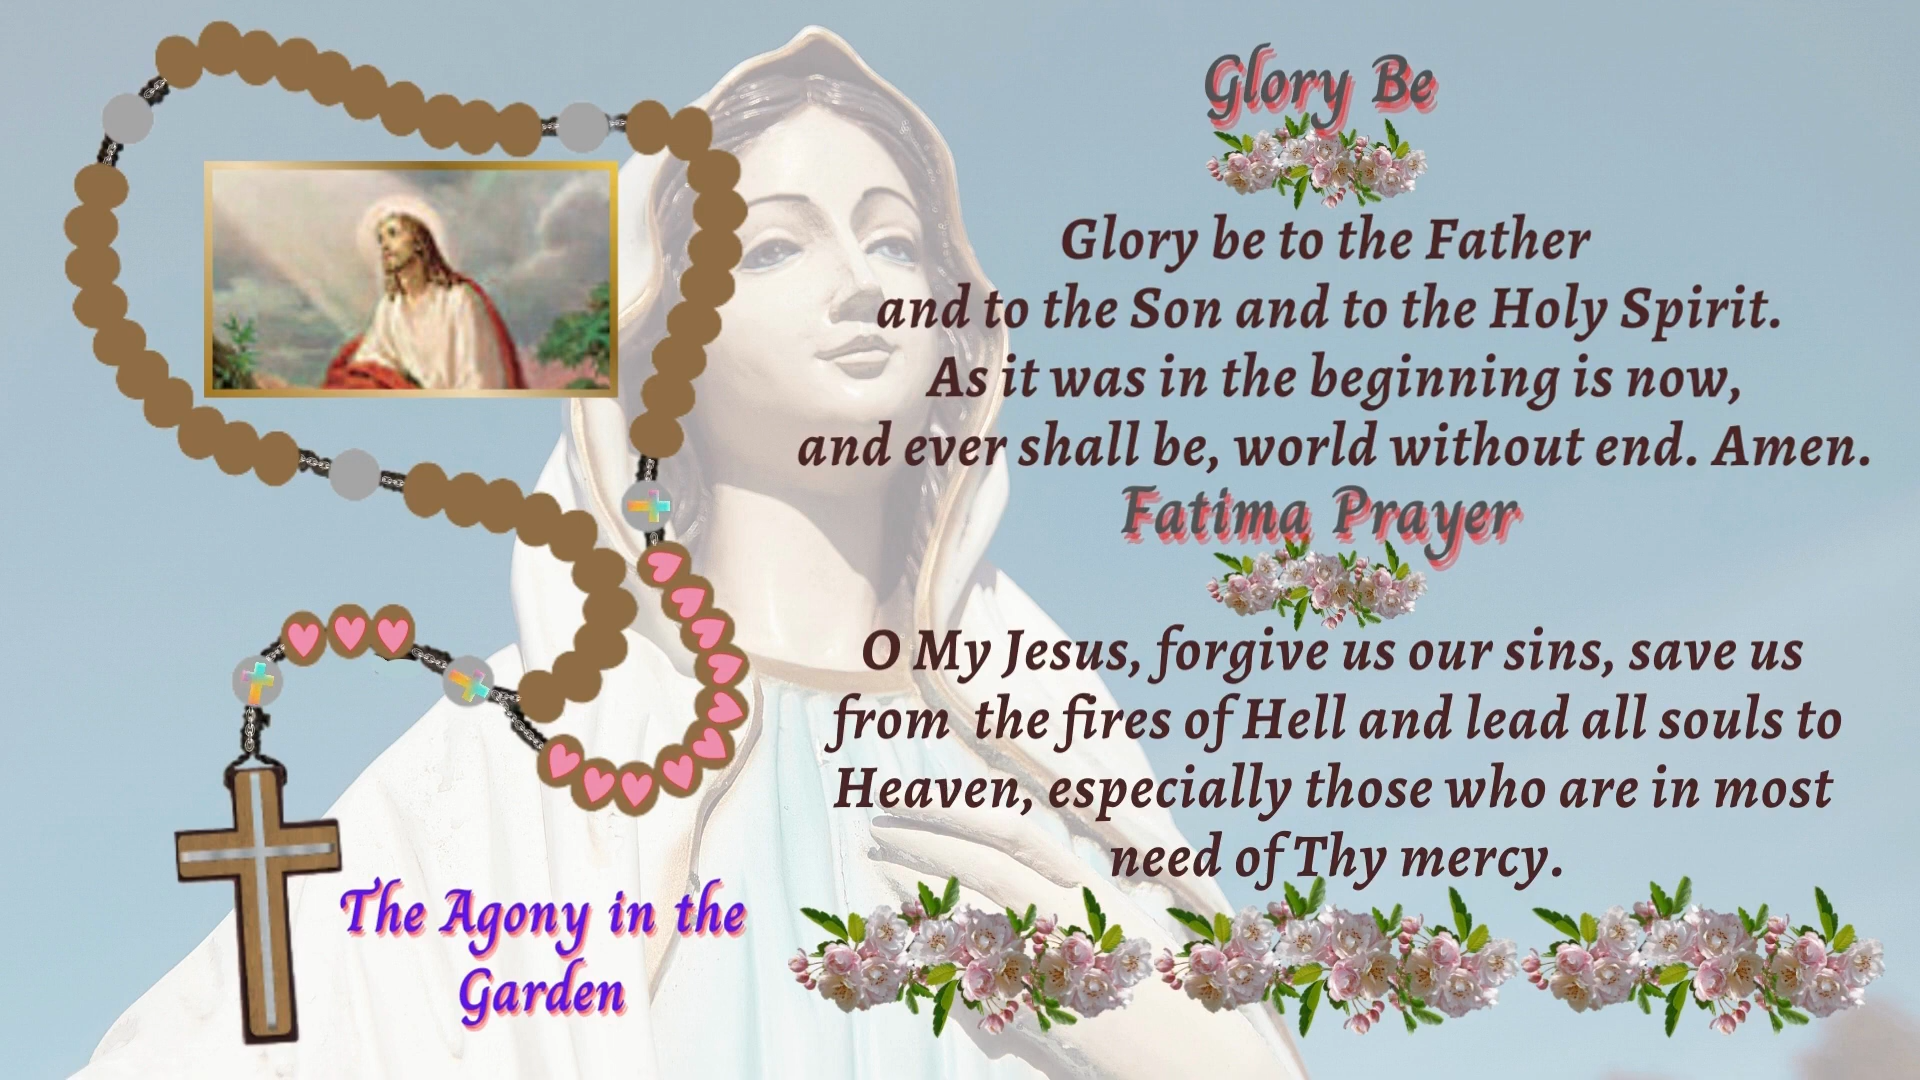 Glory Be
Glory be to the Father
and to the Son and to the Holy Spirit.
As it was in the beginning is now,
and ever shall be, world without end. Amen.
Fatima Prayer
O My Jesus, forgive us our sins, save us
from the fires of Hell and lead all souls to
Heaven, especially those who are in most
need of Thy mercy.
The Agony in the
Garden